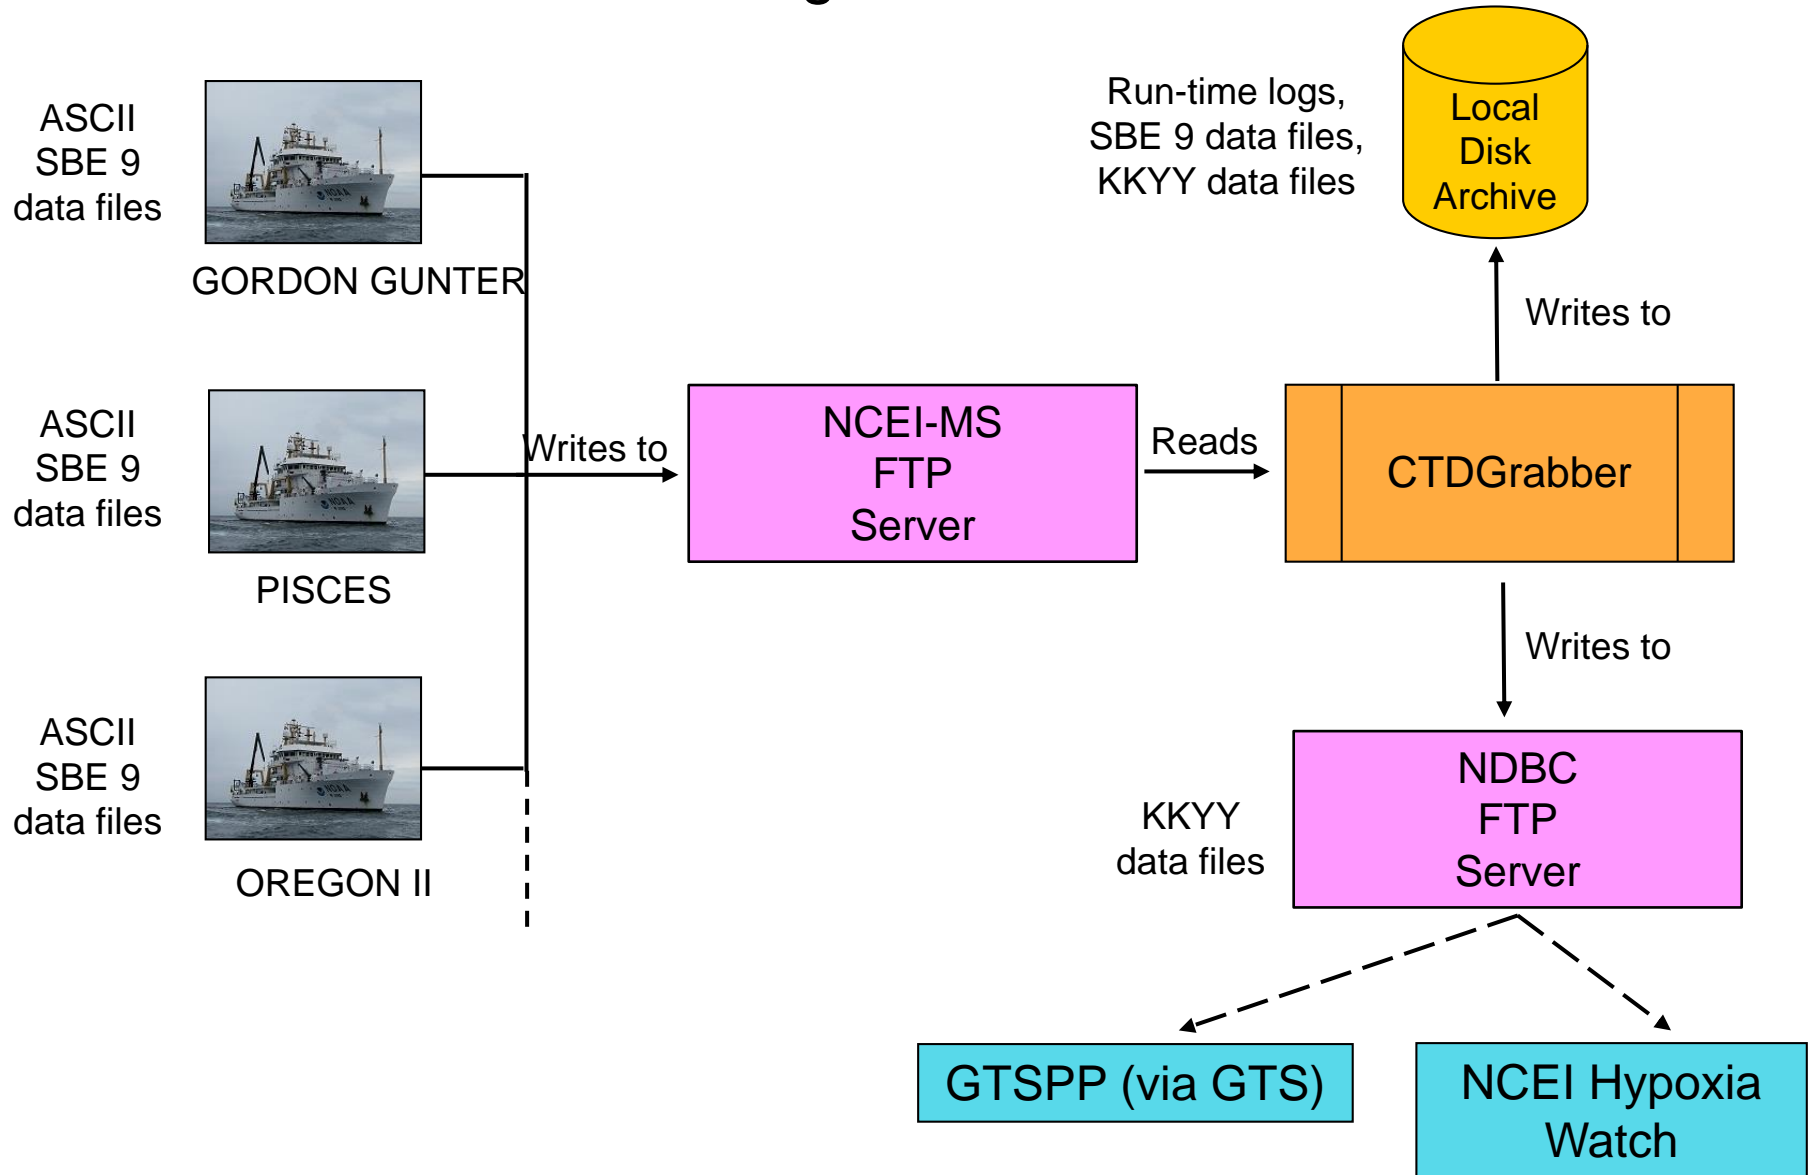 ASCII
SBE 9
data files
GORDON GUNTER
ASCII
SBE 9
data files
PISCES
ASCII
SBE 9
data files
OREGON II
Writes to
NCEI-MS
FTP
Server
Reads
CTDGrabber
Run-time logs,
SBE 9 data files,
KKYY data files
Local
Disk
Archive
Writes to
Writes to
KKYY
data files
NDBC
FTP
Server
GTSPP (via GTS)
NCEI Hypoxia
Watch